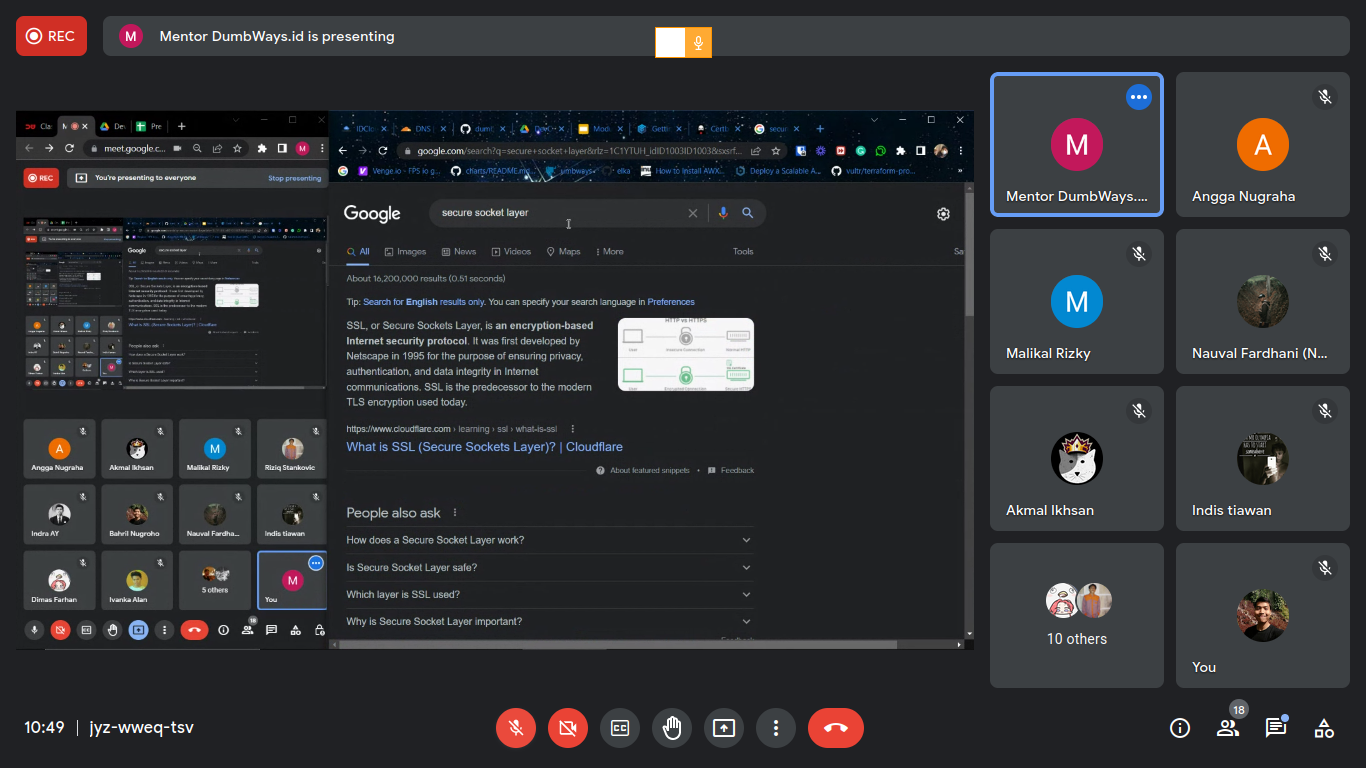 REC
M
Mentor DumbWays.id is presenting
meet.google.c...
REC
You're presenting to everyone
Stop presenting
Angga Nugraha
Akmal Ikhsan
Malikal Rizky
Riziq Stankovic
Indra AY
Bahril Nugroho
Nauval Fardha...
Indis tiawan
Dimas Farhan
Ivanka Alan
5 others
You
18
google.com/search?q=secure+socket+layer&rlz=1C1YTUH_idID1003ID1003&sxsrf...
Venge.io - FPS io g...
charts/README.md...
umbways
elka
How to Install AWX...
Deploy a Scalable A...
vultr/terraform-pro...
Google
secure socket layer
All
Images
News
Videos
Maps
More
Tools
Sa
About 16,200,000 results (0.51 seconds)
Tip: Search for English results only. You can specify your search language in Preferences
SSL, or Secure Sockets Layer, is an encryption-based
Internet security protocol. It was first developed by
Netscape in 1995 for the purpose of ensuring privacy,
authentication, and data integrity in Internet
communications. SSL is the predecessor to the modern
TLS encryption used today.
HTTP vs HTTPS
https://www.cloudflare.com › learning › ssl › what-is-ssl
What is SSL (Secure Sockets Layer)? | Cloudflare
About featured snippets
Feedback
People also ask
How does a Secure Socket Layer work?
Is Secure Socket Layer safe?
Which layer is SSL used?
Why is Secure Socket Layer important?
M
Mentor DumbWays....
A
Angga Nugraha
M
Malikal Rizky
Nauval Fardhani (N...
Akmal Ikhsan
Indis tiawan
10 others
You
10:49
jyz-wweq-tsv
18